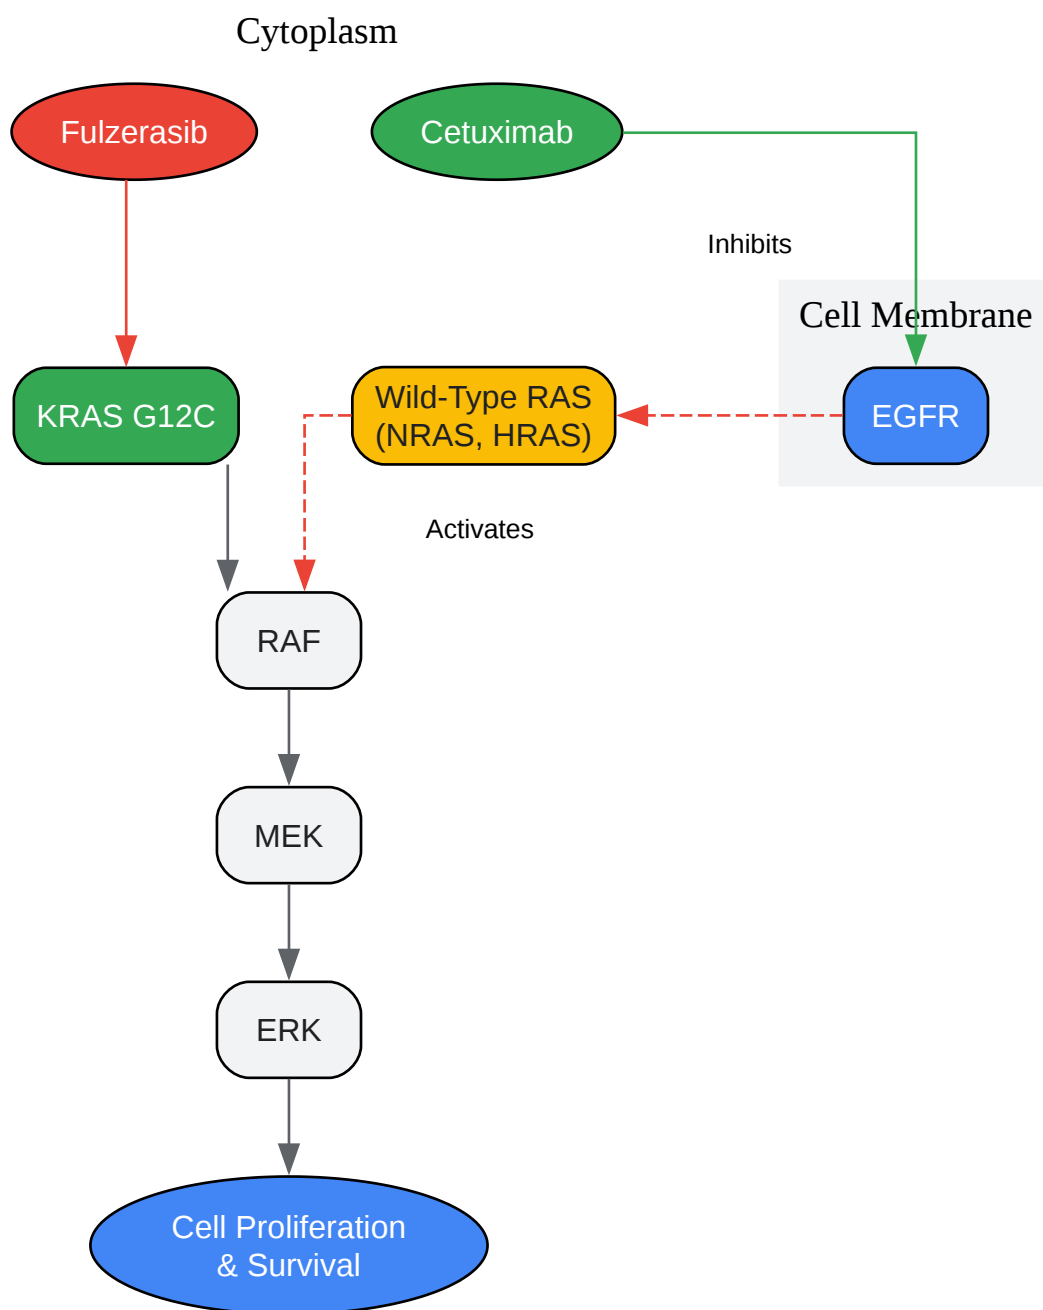 Cytoplasm
Fulzerasib
Cetuximab
Inhibits
Cell Membrane
KRAS G12C
Wild-Type RAS
(NRAS, HRAS)
EGFR
Activates
RAF
MEK
ERK
Cell Proliferation
& Survival